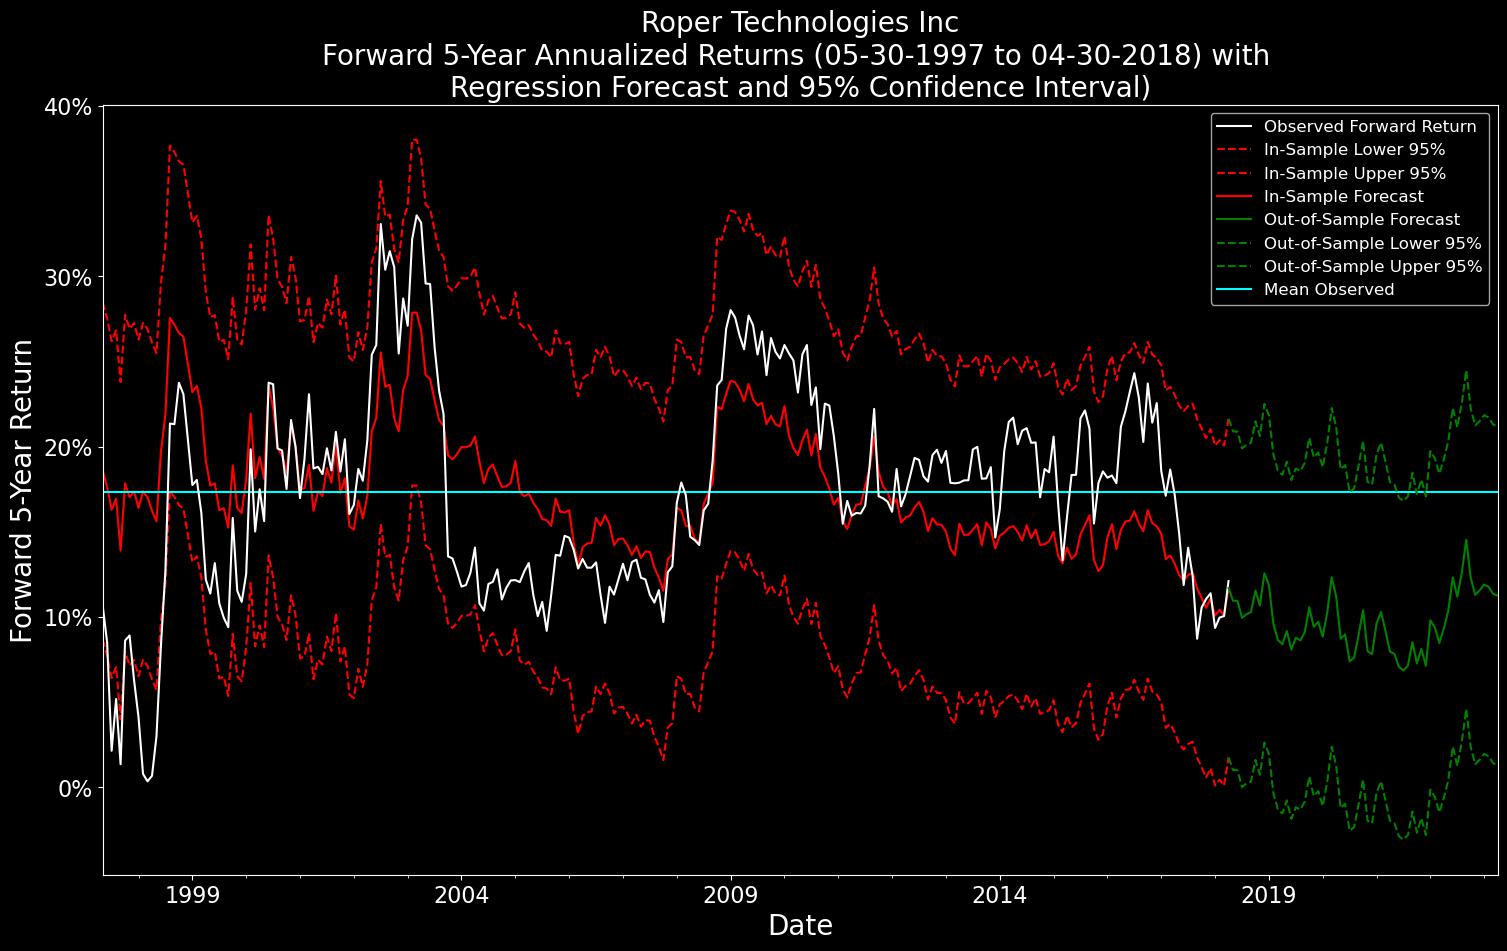 Roper Technologies Inc
Forward 5-Year Annualized Returns (05-30-1997 to 04-30-2018) with
Regression Forecast and 95% Confidence Interval)
40%
30%
20%
10%
0%
Forward 5-Year Return
Observed Forward Return
In-Sample Lower 95%
In-Sample Upper 95%
In-Sample Forecast
Out-of-Sample Forecast
Out-of-Sample Lower 95%
Out-of-Sample Upper 95%
Mean Observed
1999
2004
2009
2014
2019
Date